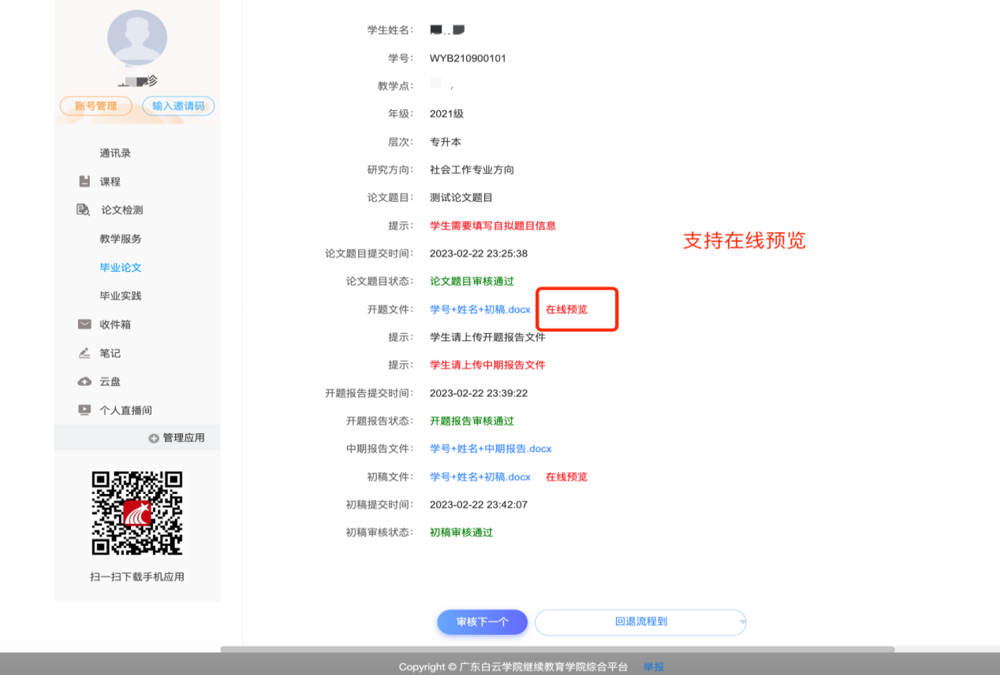 珍
账号管理 输入邀请码
通讯录
课程
论文检测
教学服务
毕业论文
毕业实践
收件箱
笔记
云盘
个人直播间
管理应用
扫一扫下载手机应用
学生姓名：
学号： WYB210900101
教学点：
年级： 2021级
层次： 专升本
研究方向： 社会工作专业方向
论文题目： 测试论文题目
提示： 学生需要填写自拟题目信息
支持在线预览
论文题目提交时间： 2023-02-22 23:25:38
论文题目状态： 论文题目审核通过
开题文件： 学号+姓名+初稿.docx 在线预览
提示： 学生请上传开题报告文件
提示： 学生请上传中期报告文件
开题报告提交时间： 2023-02-22 23:39:22
开题报告状态： 开题报告审核通过
中期报告文件： 学号+姓名+中期报告.docx
初稿文件： 学号+姓名+初稿.docx 在线预览
初稿提交时间： 2023-02-22 23:42:07
初稿审核状态： 初稿审核通过
审核下一个 回退流程到
Copyright © 广东白云学院继续教育学院综合平台 举报